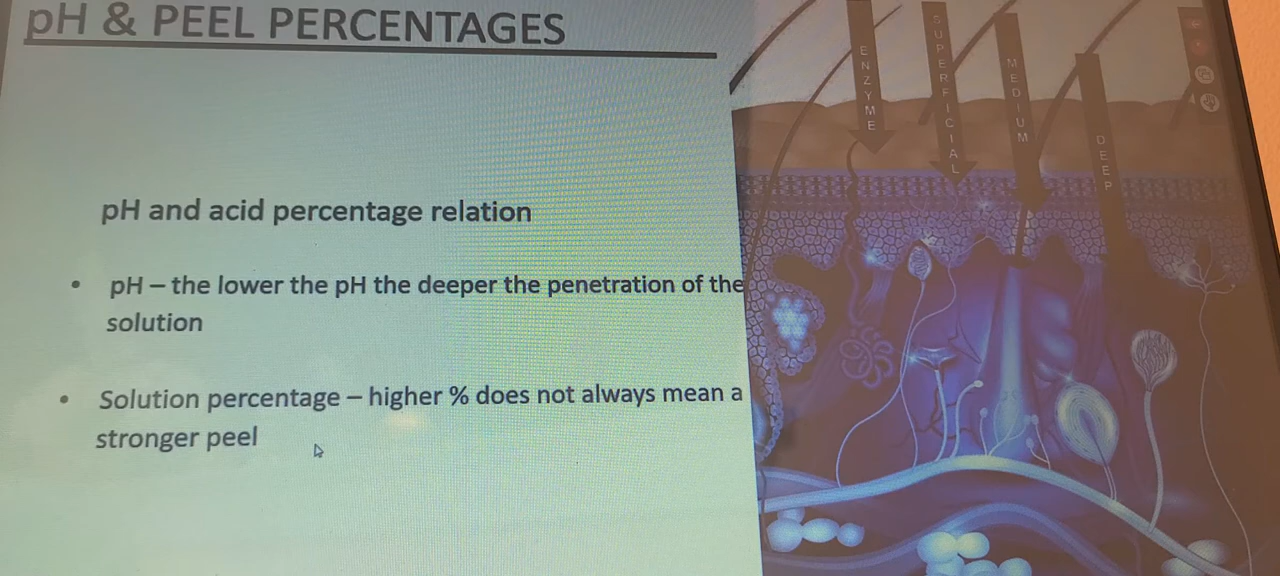 pH & PEEL PERCENTAGES
pH and acid percentage relation
• pH – the lower the pH the deeper the penetration of the
solution
• Solution percentage – higher % does not always mean a
stronger peel
ENZYME
SUPERFICIAL
MEDIUM
DEEP